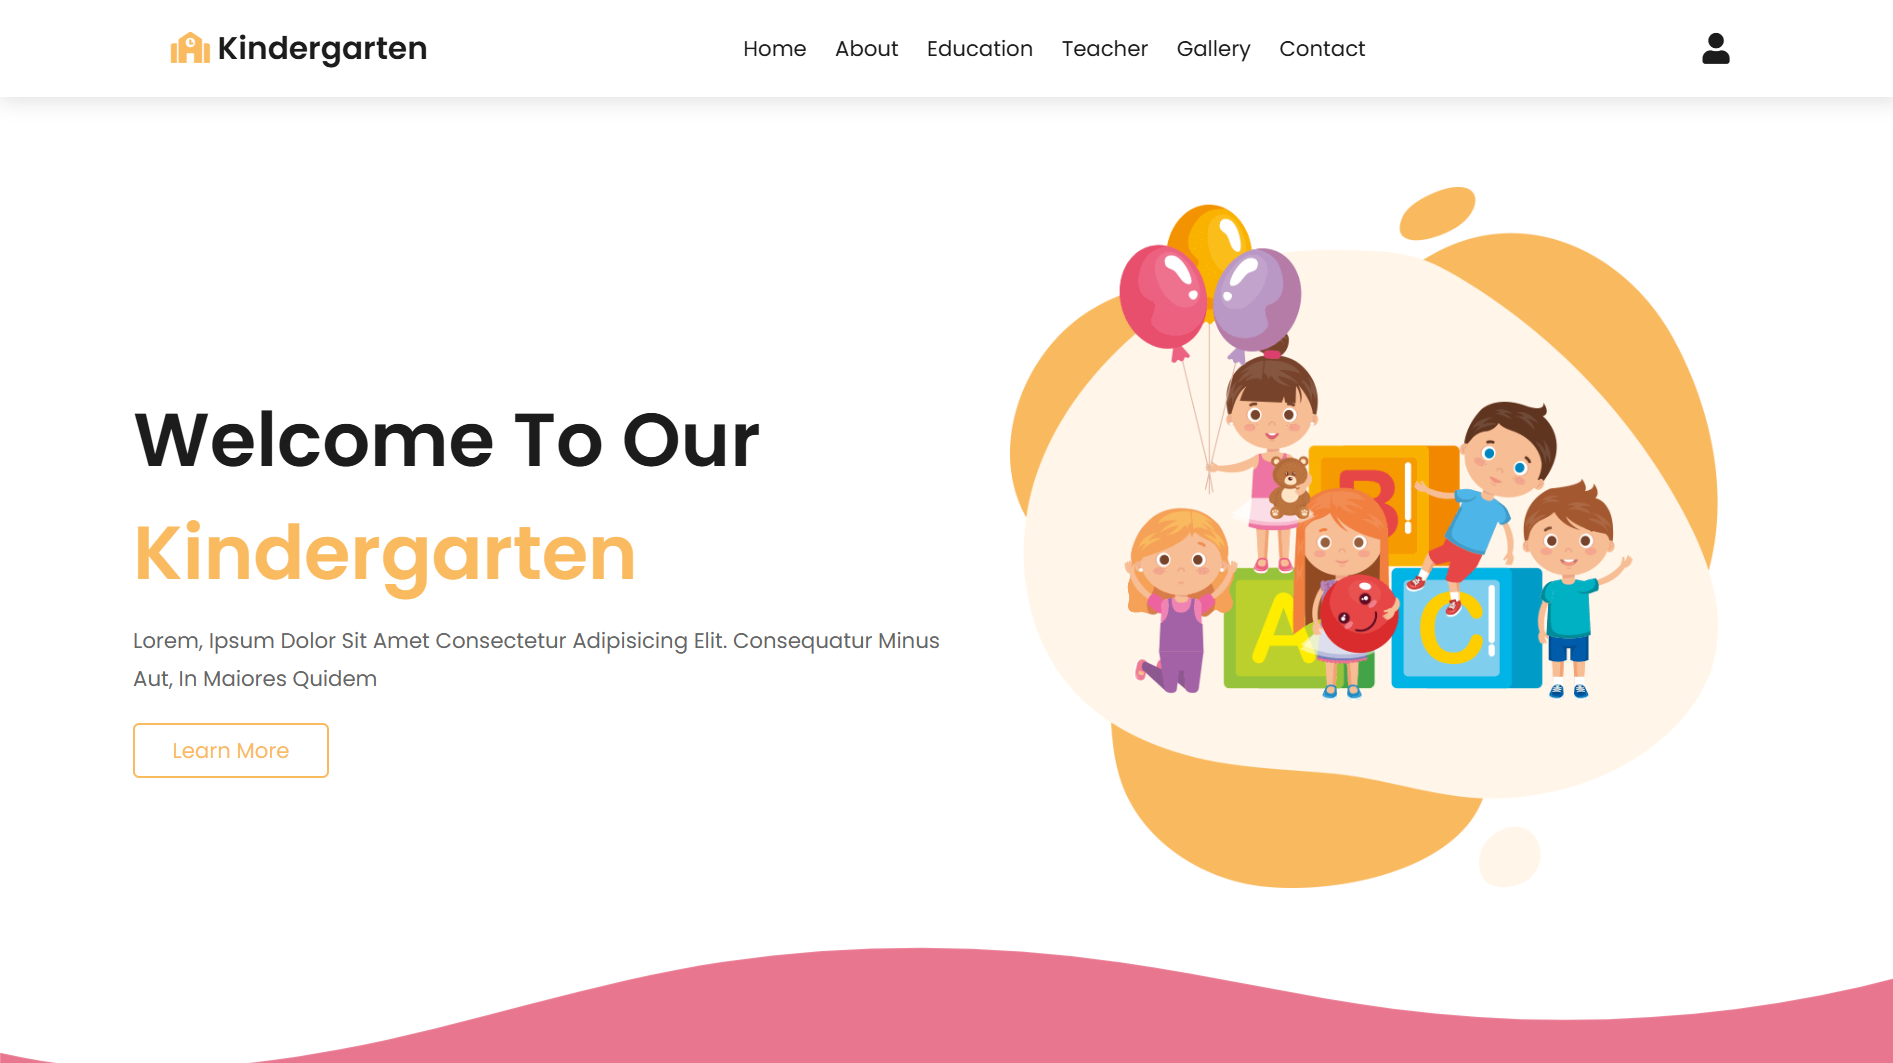 Kindergarten
Home About Education Teacher Gallery Contact
Welcome To Our
Kindergarten
Lorem, Ipsum Dolor Sit Amet Consectetur Adipisicing Elit. Consequatur Minus
Aut, In Maiores Quidem
Learn More
B
A
C